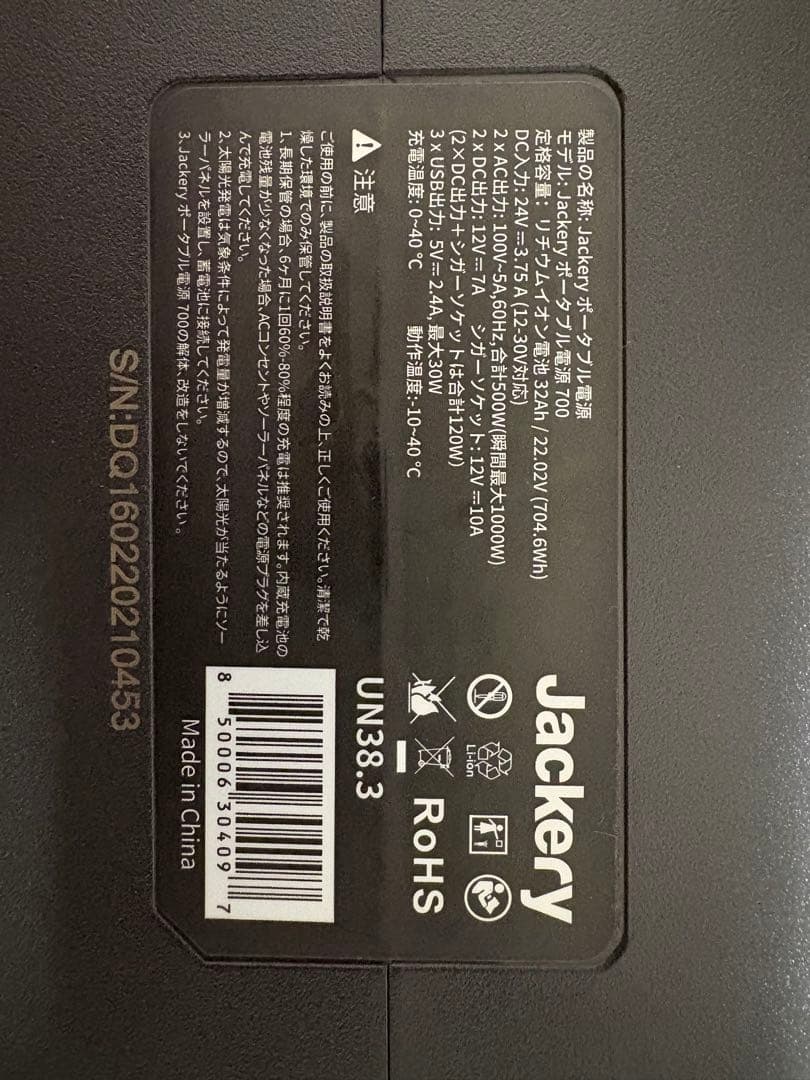 製品の名称: Jackery ポータブル電源
モデル: Jackery ポータブル電源 700
定格容量: リチウムイオン電池 32Ah / 22.02V (704.6Wh)
DC入力: 24V⎓3.75 A (12-30V対応)
2 x AC出力: 100V~5A,60Hz,合計500W(瞬間最大1000W)
2 x DC出力: 12V⎓7A シガーソケット: 12V⎓10A
(2×DC出力+シガーソケットは合計120W)
3 x USB出力: 5V⎓2.4A, 最大30W
充電温度: 0~40 ℃ 動作温度:-10~40 ℃
注意
ご使用の前に、製品の取扱説明書をよくお読みの上、正しくご使用ください。清潔で乾
燥した環境でのみ保管してください。
1、長期保管の場合、6ヶ月に1回60%-80%程度の充電は推奨されます。内蔵充電池の
電池残量が少なくなった場合、ACコンセントやソーラーパネルなどの電源プラグを差し込
んで充電してください。
2、太陽光発電は気象条件によって発電量が増減するので、太陽光が当たるようにソー
ラーパネルを設置し、蓄電池に接続してください。
3、Jackery ポータブル電源 700の解体、改造をしないでください。
Jackery
Li-ion
RoHS
UN38.3
8 50006 30409 7
Made in China
S/N:DQ160220210453